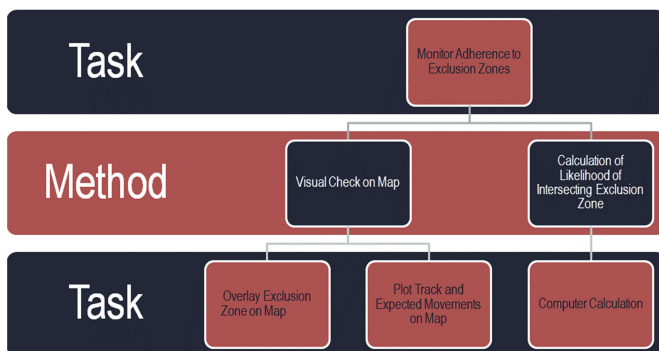 Task
Monitor Adherence to
Exclusion Zones
Method
Visual Check on Map
Calculation of
Likelihood of
Intersecting Exclusion
Zone
Task
Overlay Exclusion
Zone on Map
Plot Track and
Expected Movements
on Map
Computer Calculation